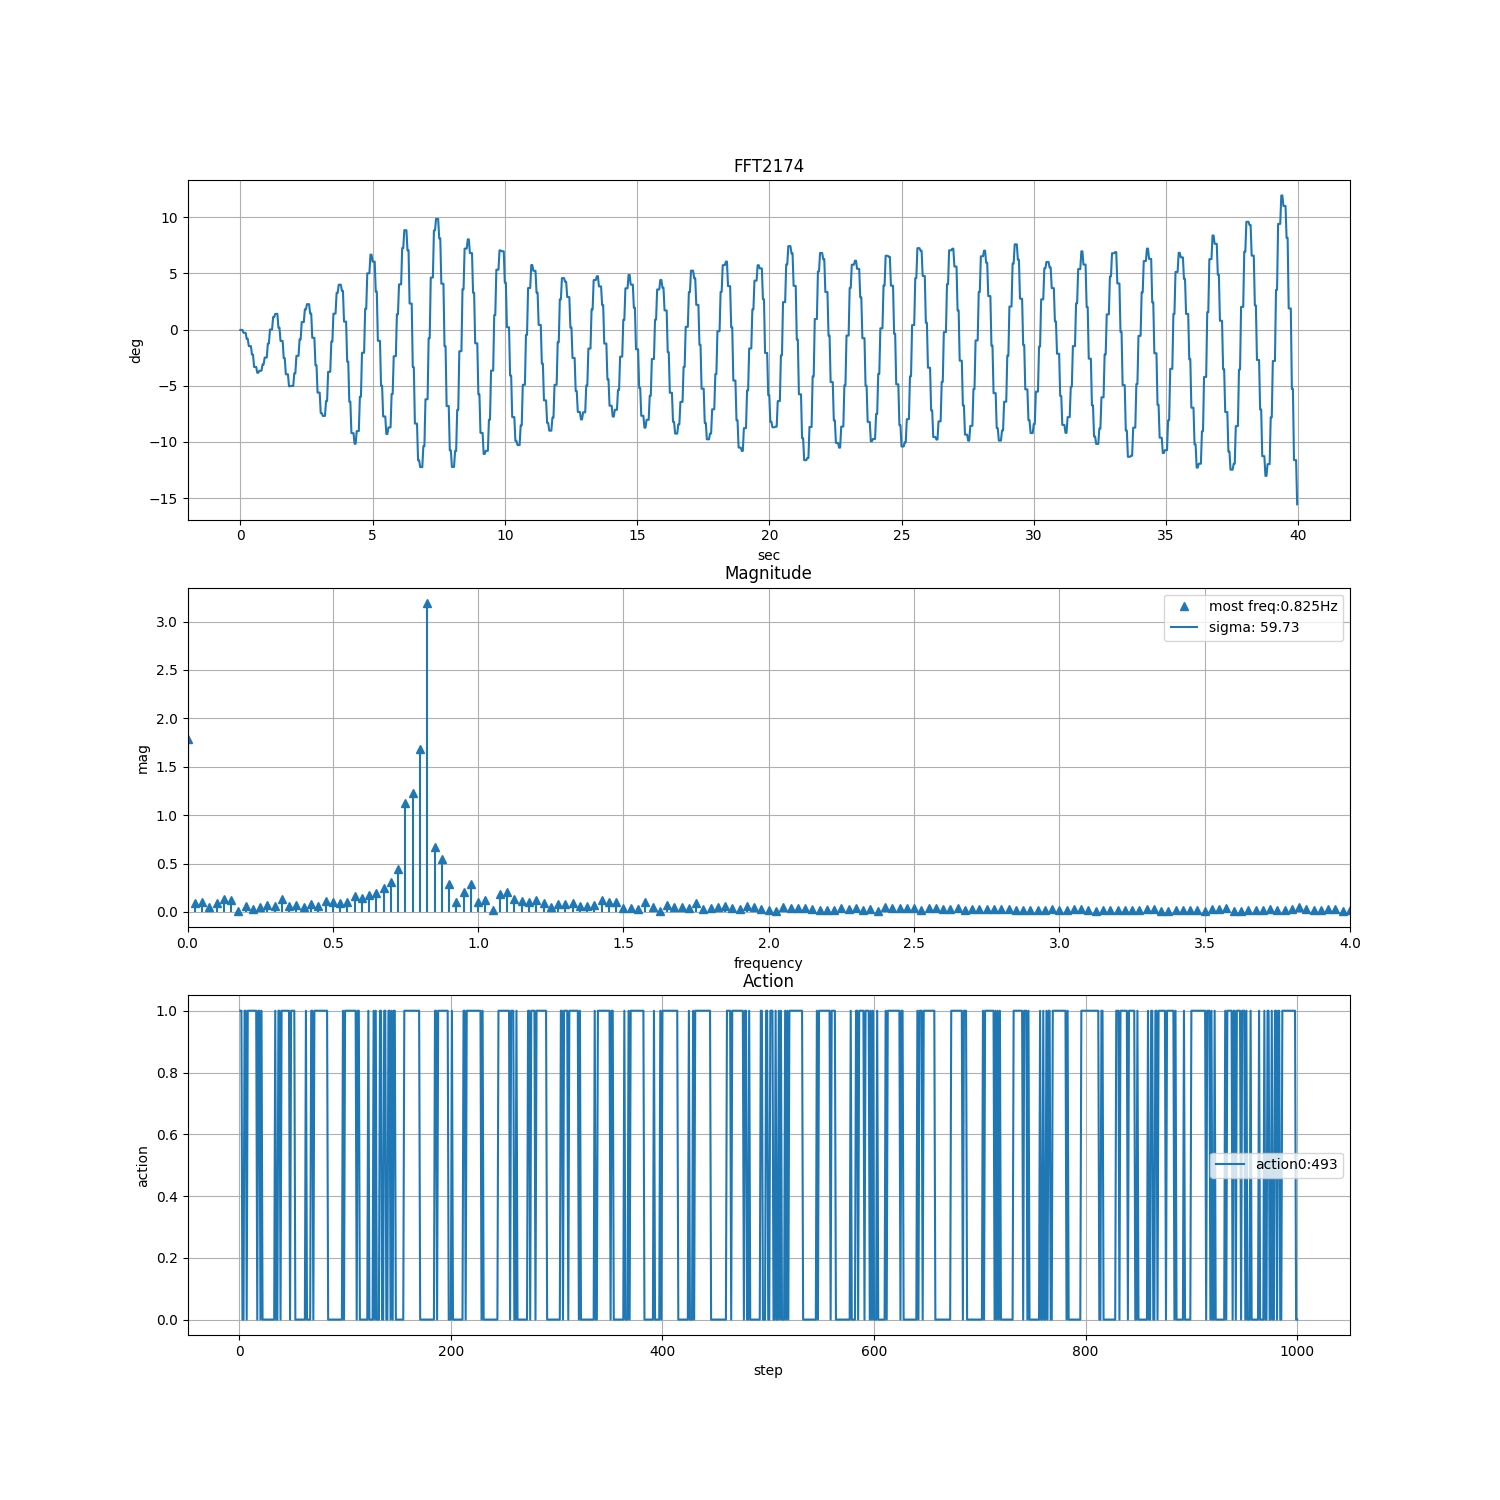 FFT2174
10
5
0
−5
−10
−15
deg
0 5 10 15 20 25 30 35 40
sec
Magnitude
most freq:0.825Hz
sigma: 59.73
3.0
2.5
2.0
1.5
1.0
0.5
0.0
mag
0.0 0.5 1.0 1.5 2.0 2.5 3.0 3.5 4.0
frequency
Action
1.0
0.8
0.6
0.4
0.2
0.0
action
action0:493
0 200 400 600 800 1000
step